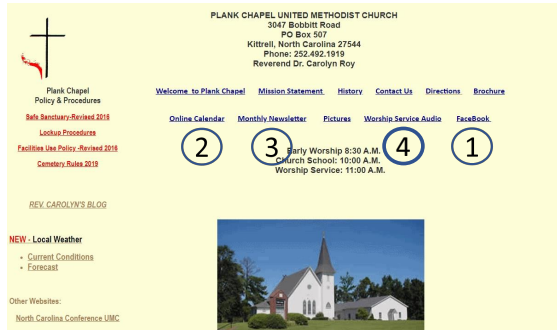 PLANK CHAPEL UNITED METHODIST CHURCH
3047 Bobbitt Road
PO Box 507
Kittrell, North Carolina 27544
Phone: 252.492.1919
Reverend Dr. Carolyn Roy
Plank Chapel
Policy & Procedures
Safe Sanctuary-Revised 2016
Lockup Procedures
Facilities Use Policy -Revised 2016
Cemetery Rules 2019
REV. CAROLYN'S BLOG
NEW - Local Weather
Current Conditions
Forecast
Other Websites:
North Carolina Conference UMC
Welcome to Plank Chapel Mission Statement History Contact Us Directions Brochure
Online Calendar Monthly Newsletter Pictures Worship Service Audio FaceBook
2 3 4 1
Early Worship 8:30 A.M.
Church School: 10:00 A.M.
Worship Service: 11:00 A.M.